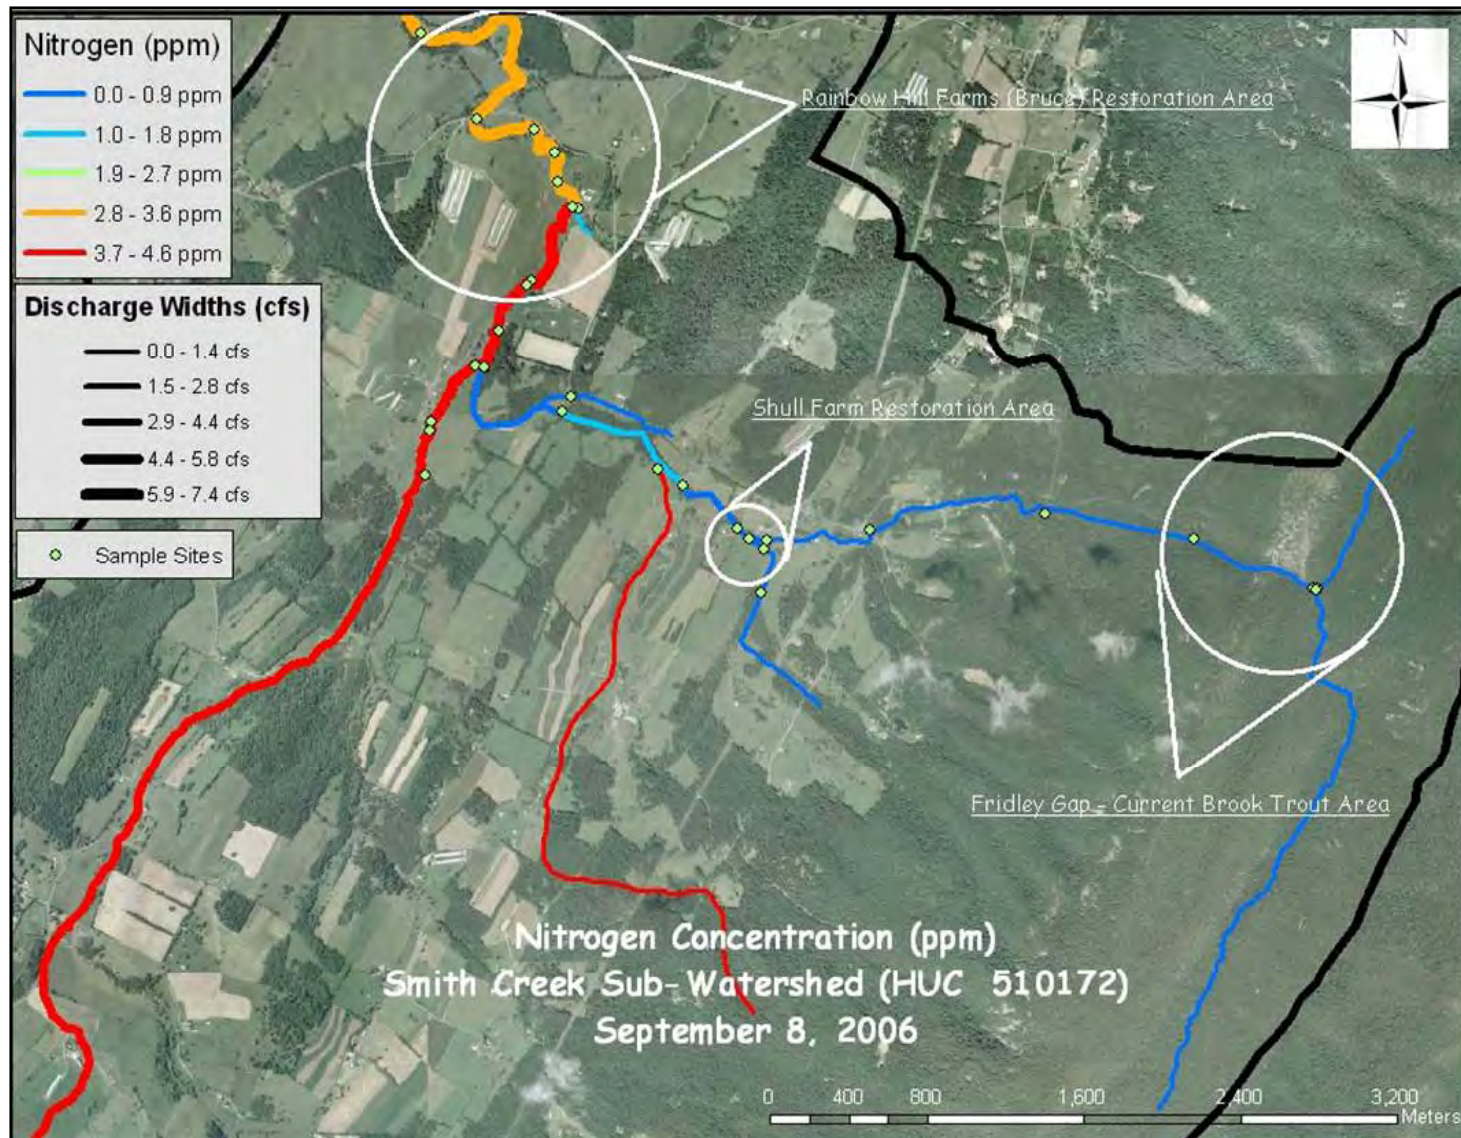 Nitrogen (ppm)
0.0 - 0.9 ppm
1.0 - 1.8 ppm
1.9 - 2.7 ppm
2.8 - 3.6 ppm
3.7 - 4.6 ppm
Discharge Widths (cfs)
0.0 - 1.4 cfs
1.5 - 2.8 cfs
2.9 - 4.4 cfs
4.4 - 5.8 cfs
5.9 - 7.4 cfs
Sample Sites
N
Rainbow Hill Farms (Bruce) Restoration Area
Shull Farm Restoration Area
Fridley Gap - Current Brook Trout Area
Nitrogen Concentration (ppm)
Smith Creek Sub-Watershed (HUC 510172)
September 8, 2006
0 400 800 1,600 2,400 3,200
Meters